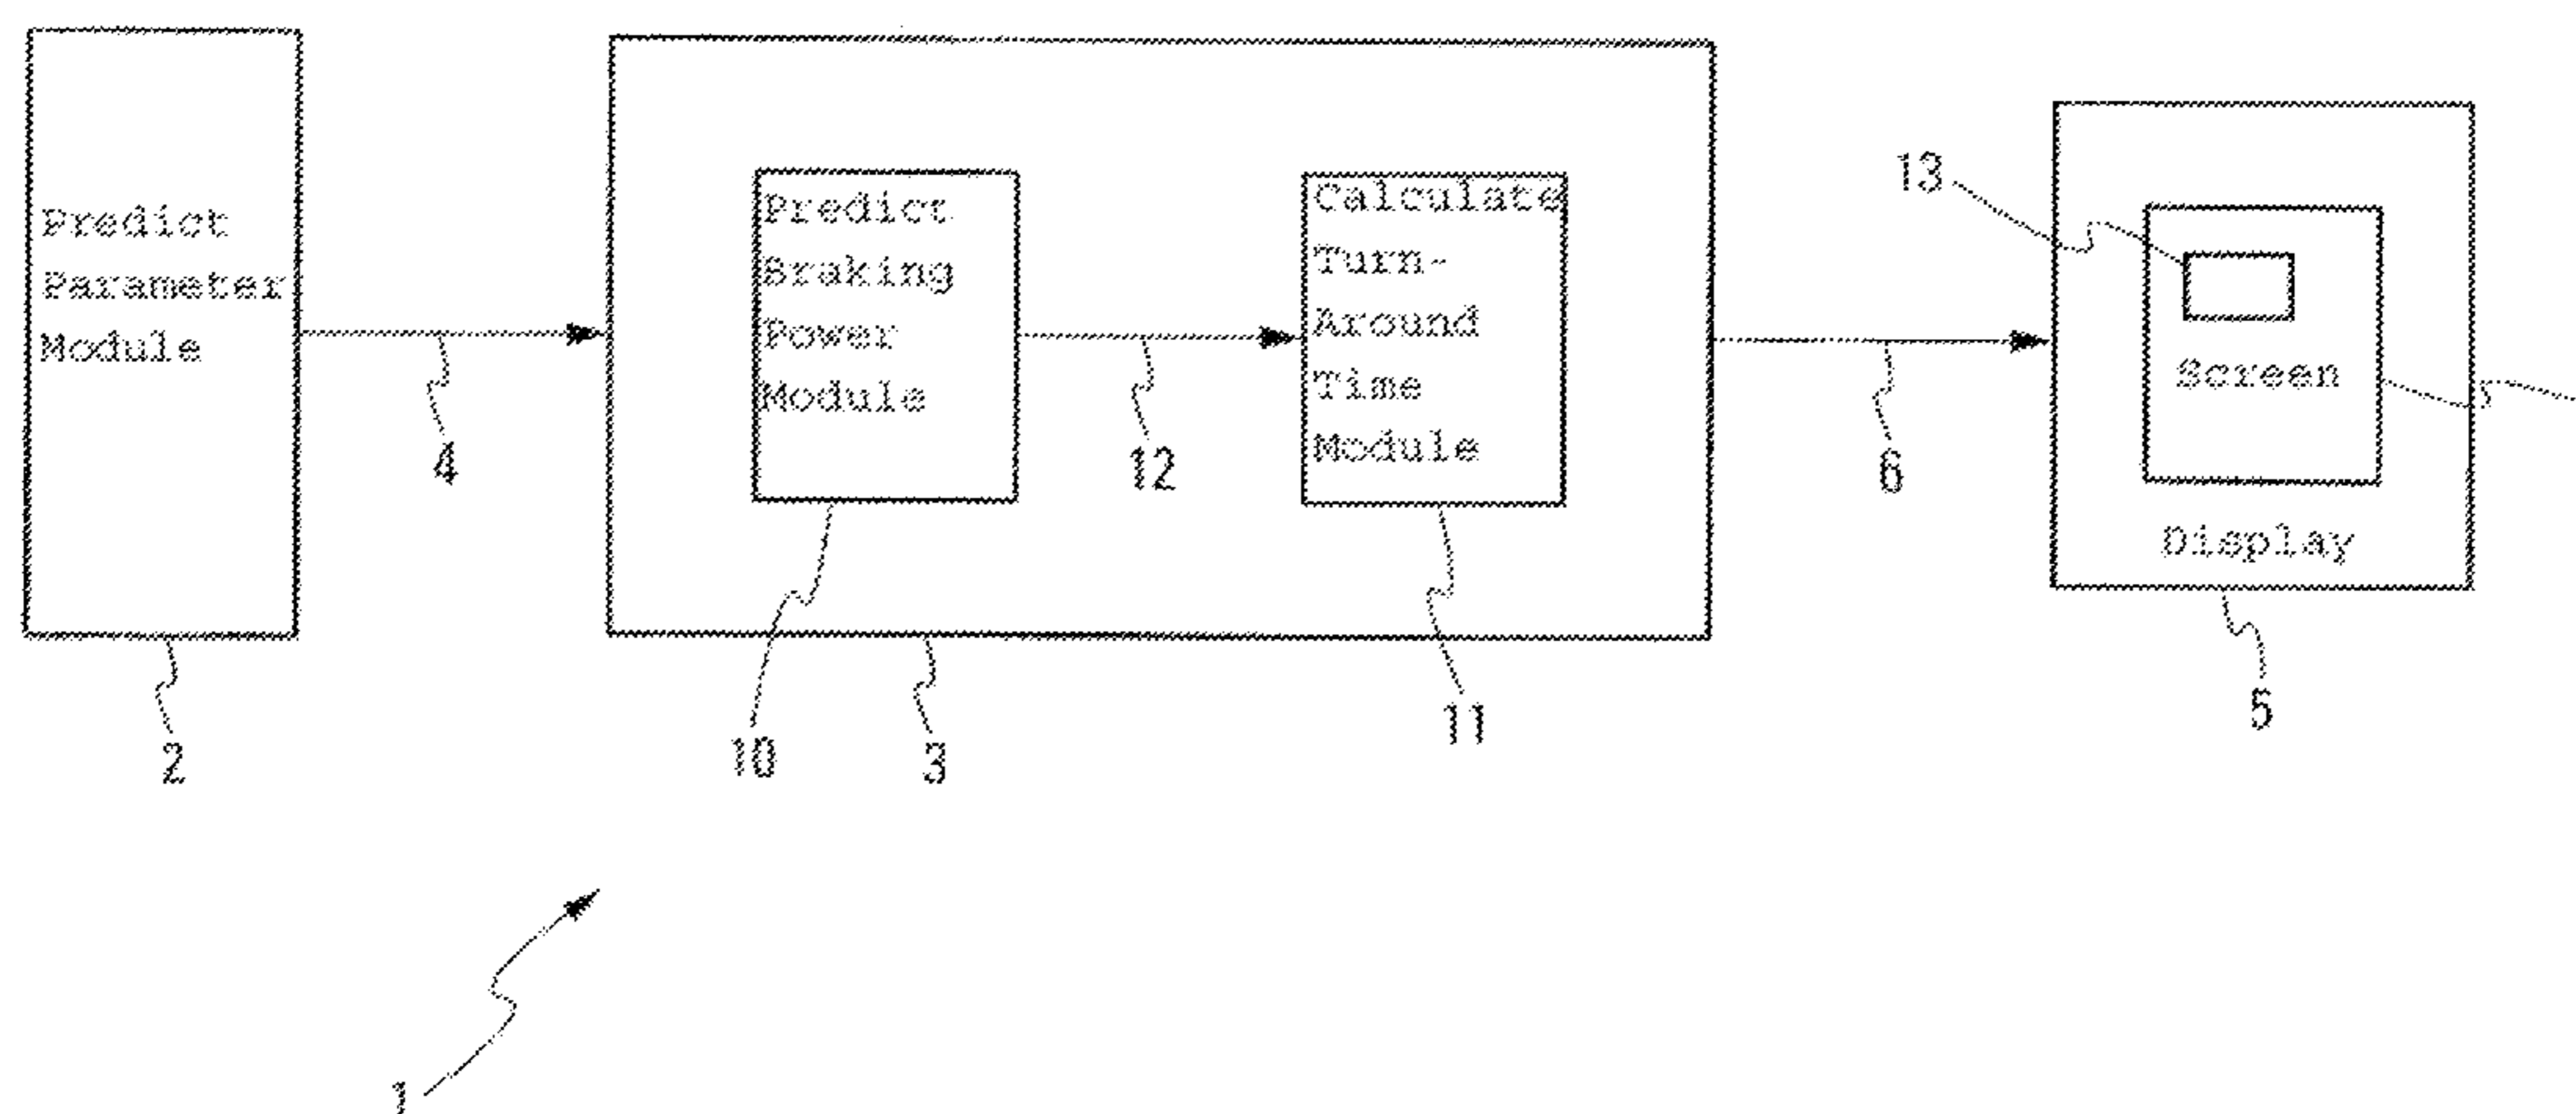 Predict
Parameter
Module
4
2
Predict
Braking
Power
Module
12
Calculate
Turn-
Around
Time
Module
10
3
11
6
13
Screen
Display
5
1